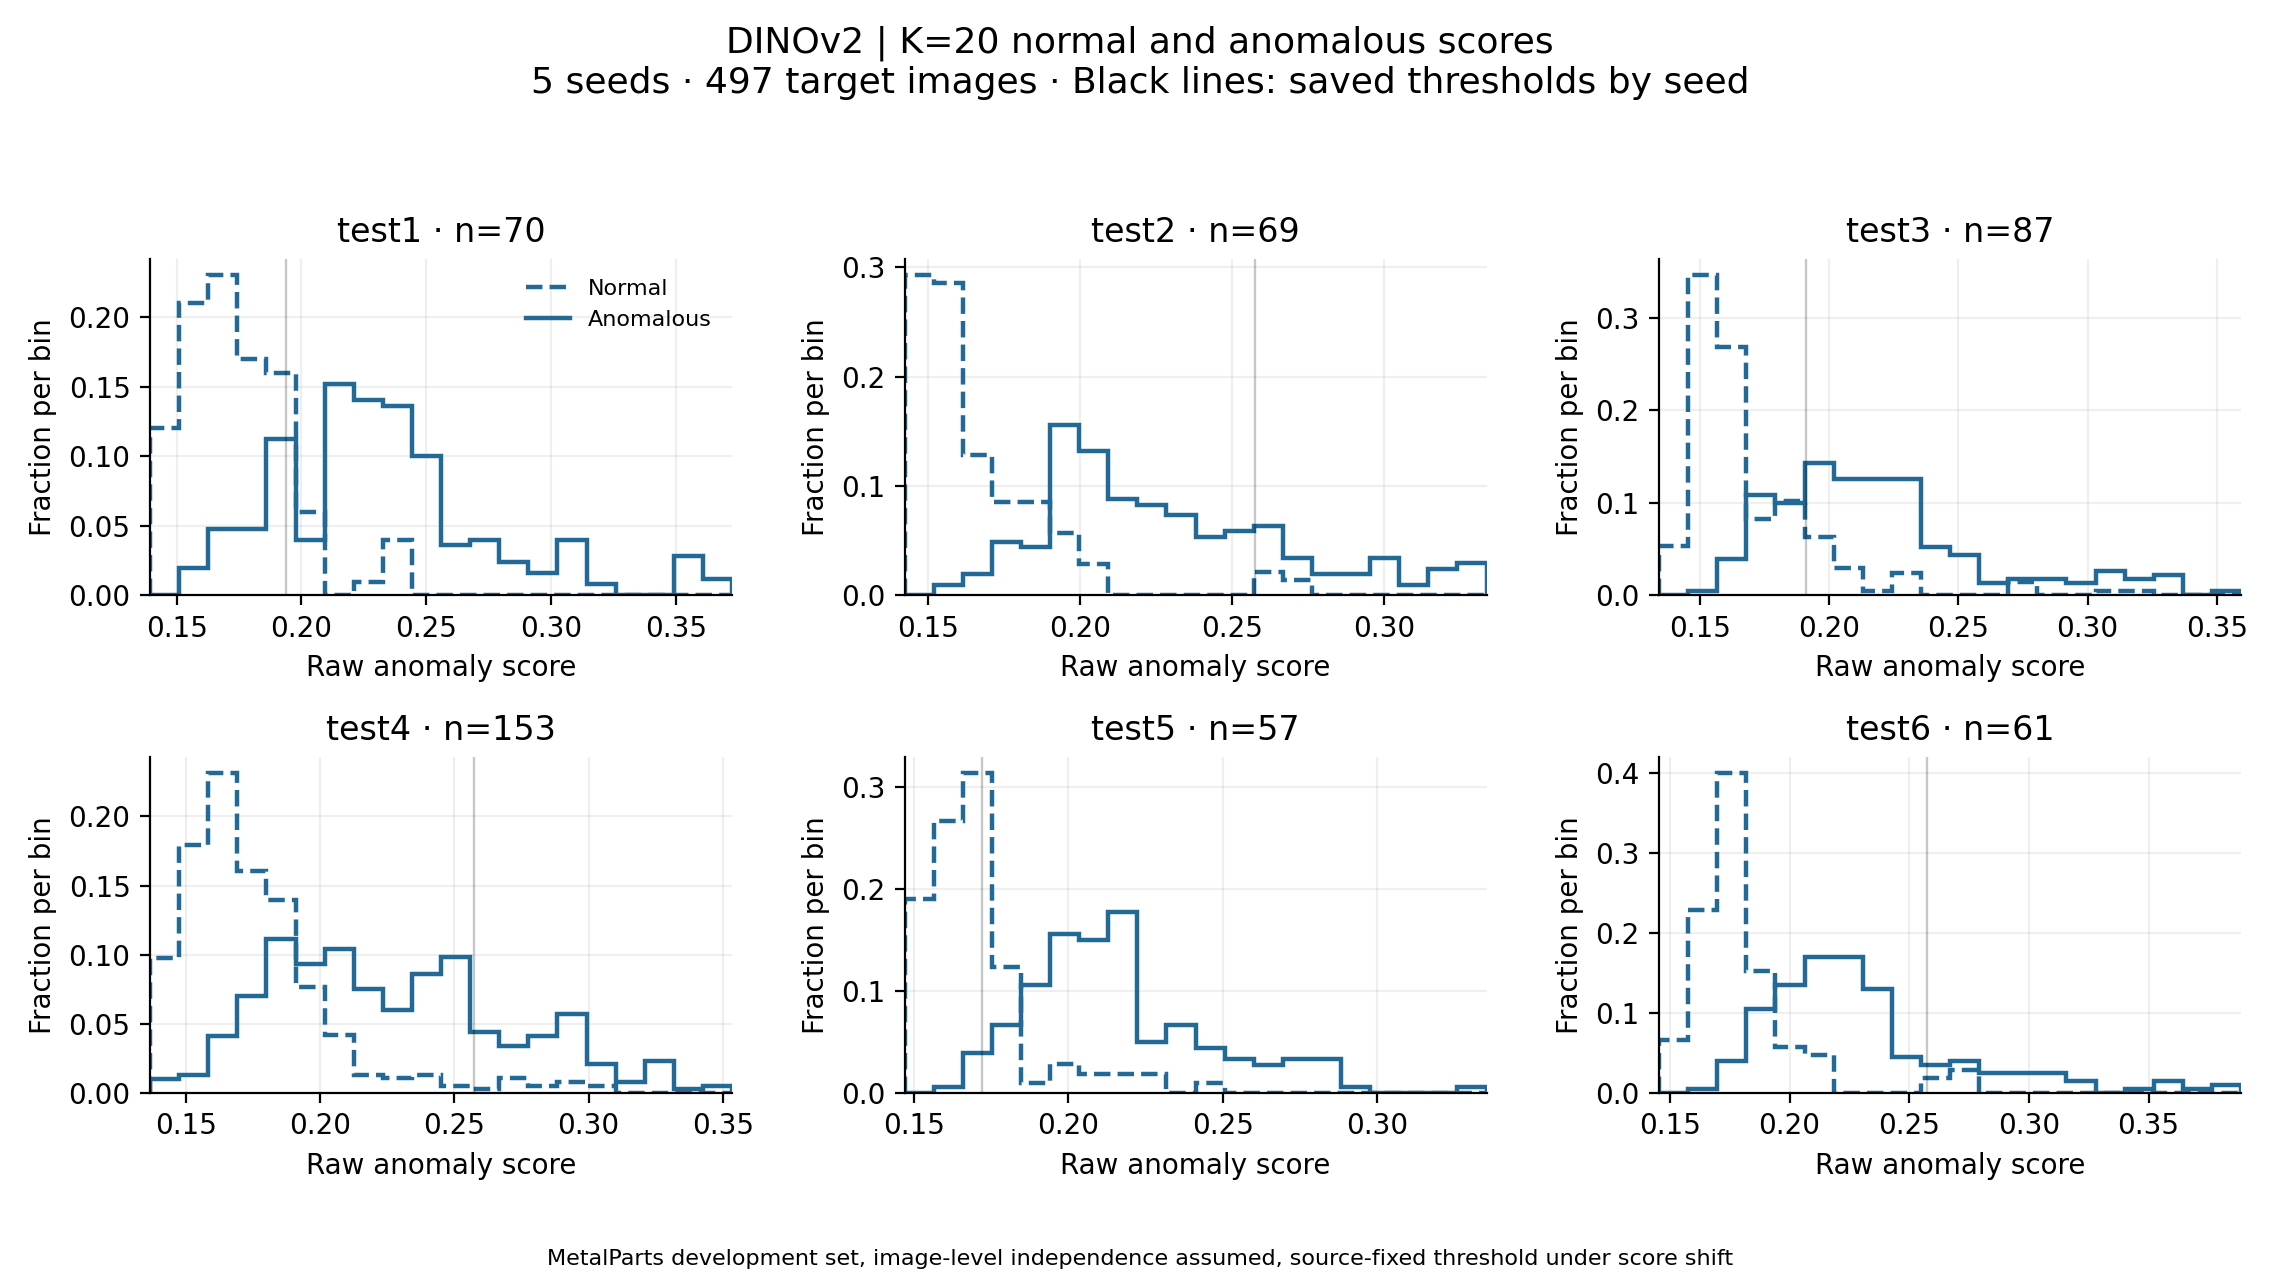 DINOv2 | K=20 normal and anomalous scores
5 seeds · 497 target images · Black lines: saved thresholds by seed
test1 · n=70
Fraction per bin
0.20
0.15
0.10
0.05
0.00
Normal
Anomalous
0.15 0.20 0.25 0.30 0.35
Raw anomaly score
test2 · n=69
Fraction per bin
0.3
0.2
0.1
0.0
0.15 0.20 0.25 0.30
Raw anomaly score
test3 · n=87
Fraction per bin
0.3
0.2
0.1
0.0
0.15 0.20 0.25 0.30 0.35
Raw anomaly score
test4 · n=153
Fraction per bin
0.20
0.15
0.10
0.05
0.00
0.15 0.20 0.25 0.30 0.35
Raw anomaly score
test5 · n=57
Fraction per bin
0.3
0.2
0.1
0.0
0.15 0.20 0.25 0.30
Raw anomaly score
test6 · n=61
Fraction per bin
0.4
0.3
0.2
0.1
0.0
0.15 0.20 0.25 0.30 0.35
Raw anomaly score
MetalParts development set, image-level independence assumed, source-fixed threshold under score shift